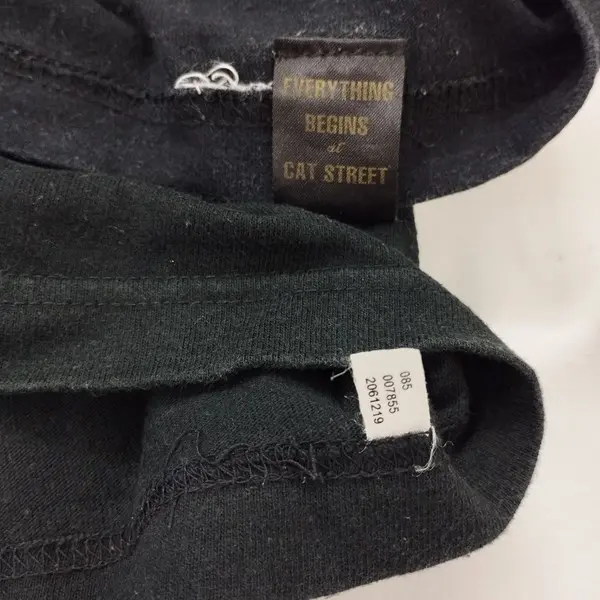 EVERYTHING
BEGINS
at
CAT STREET
085
007855
2061219